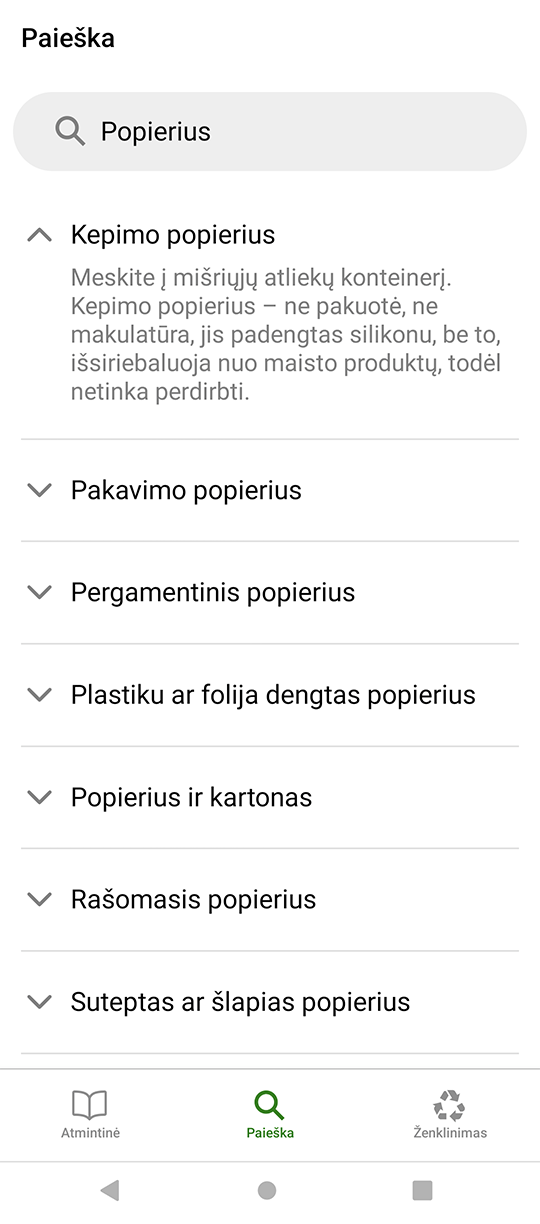 Paieška
Popierius
Kepimo popierius
Meskite į mišriųjų atliekų konteinerį.
Kepimo popierius – ne pakuotė, ne
makulatūra, jis padengtas silikonu, be to,
išsiriebaluoja nuo maisto produktų, todėl
netinka perdirbti.
Pakavimo popierius
Pergamentinis popierius
Plastiku ar folija dengtas popierius
Popierius ir kartonas
Rašomasis popierius
Suteptas ar šlapias popierius
Atmintinė
Paieška
Ženklinimas